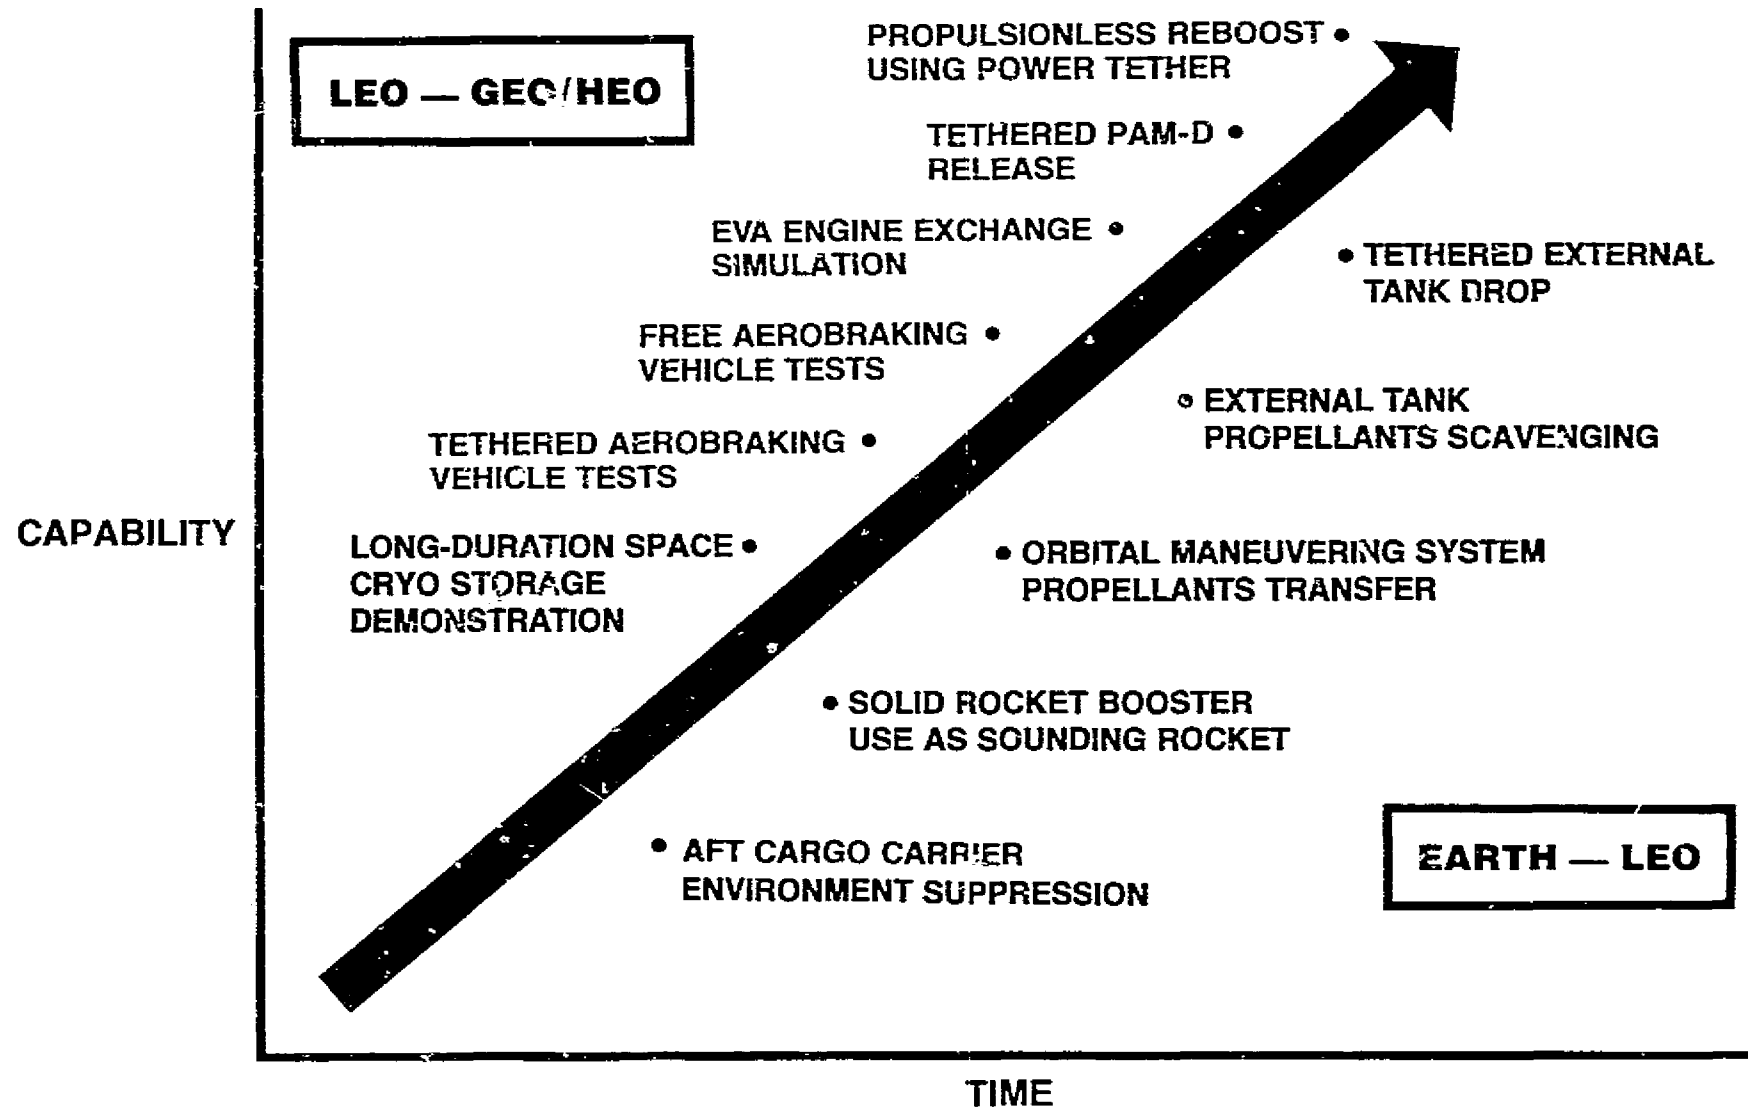 LEO — GEO/HEO
PROPULSIONLESS REBOOST •
USING POWER TETHER
TETHERED PAM-D •
RELEASE
EVA ENGINE EXCHANGE •
SIMULATION
• TETHERED EXTERNAL
TANK DROP
FREE AEROBRAKING •
VEHICLE TESTS
• EXTERNAL TANK
PROPELLANTS SCAVENGING
TETHERED AEROBRAKING •
VEHICLE TESTS
CAPABILITY
LONG-DURATION SPACE •
CRYO STORAGE
DEMONSTRATION
• ORBITAL MANEUVERING SYSTEM
PROPELLANTS TRANSFER
• SOLID ROCKET BOOSTER
USE AS SOUNDING ROCKET
• AFT CARGO CARRIER
ENVIRONMENT SUPPRESSION
EARTH — LEO
TIME